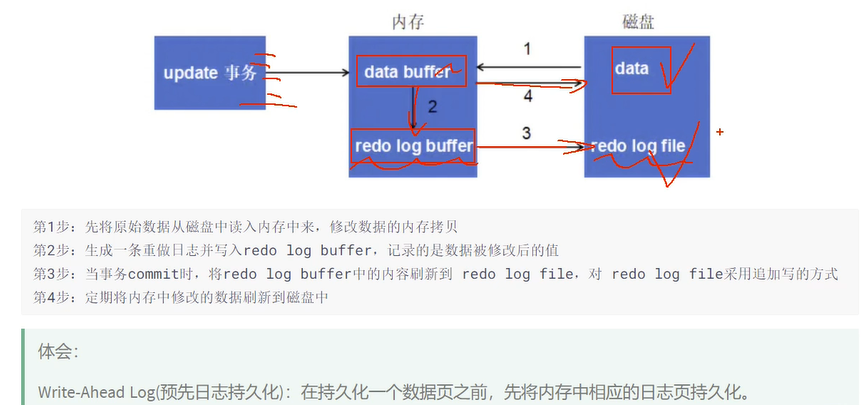 内存
磁盘
update 事务
data buffer
1
data
4
2
redo log buffer
3
redo log file
第1步：先将原始数据从磁盘中读入内存中来，修改数据的内存拷贝
第2步：生成一条重做日志并写入redo log buffer，记录的是数据被修改后的值
第3步：当事务commit时，将redo log buffer中的内容刷新到 redo log file，对 redo log file采用追加写的方式
第4步：定期将内存中修改的数据刷新到磁盘中
体会：
Write-Ahead Log(预先日志持久化)：在持久化一个数据页之前，先将内存中相应的日志页持久化。